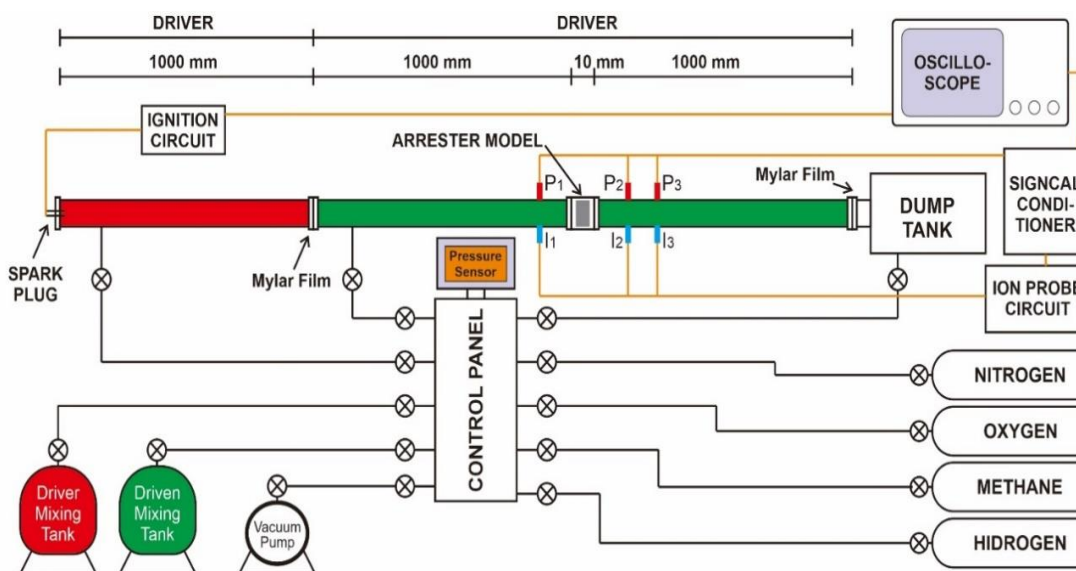 DRIVER
DRIVER
1000 mm
1000 mm
10 mm
1000 mm
OSCILLO-
SCOPE
IGNITION
CIRCUIT
ARRESTER MODEL
P1
P2
P3
Mylar Film
SIGNCAL
CONDI-
TIONER
DUMP
TANK
SPARK
PLUG
Mylar Film
I1
I2
I3
Pressure
Sensor
ION PROBE
CIRCUIT
CONTROL PANEL
NITROGEN
OXYGEN
METHANE
HIDROGEN
Driver
Mixing
Tank
Driven
Mixing
Tank
Vacuum
Pump